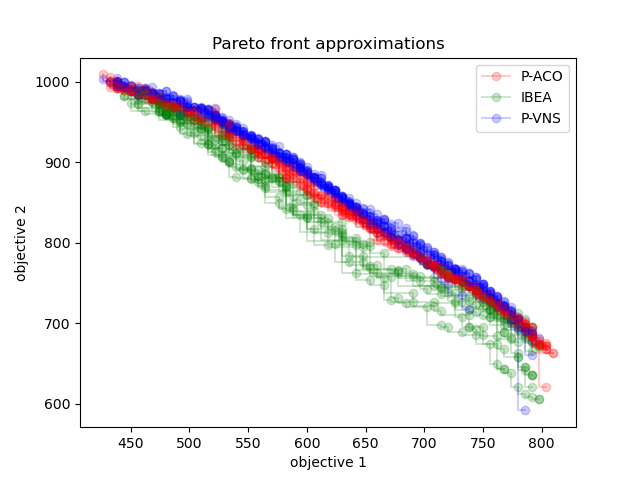 Pareto front approximations
P-ACO
IBEA
P-VNS
objective 2
1000
900
800
700
600
450 500 550 600 650 700 750 800
objective 1